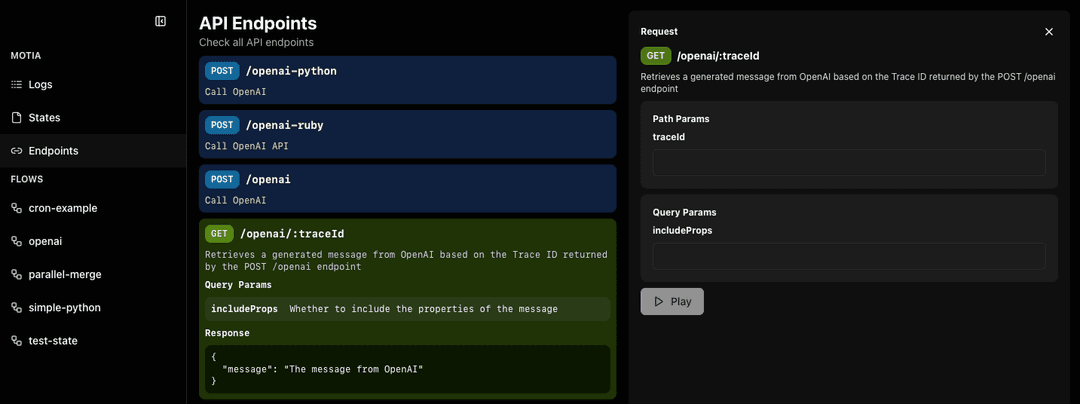 MOTIA
Logs
States
Endpoints
FLOWS
cron-example
openai
parallel-merge
simple-python
test-state
API Endpoints
Check all API endpoints
POST /openai-python
Call OpenAI
POST /openai-ruby
Call OpenAI API
POST /openai
Call OpenAI
GET /openai/:traceId
Retrieves a generated message from OpenAI based on the Trace ID returned
by the POST /openai endpoint
Query Params
includeProps Whether to include the properties of the message
Response
{
"message": "The message from OpenAI"
}
Request
GET /openai/:traceId
Retrieves a generated message from OpenAI based on the Trace ID returned by the POST /openai
endpoint
Path Params
traceId
Query Params
includeProps
Play